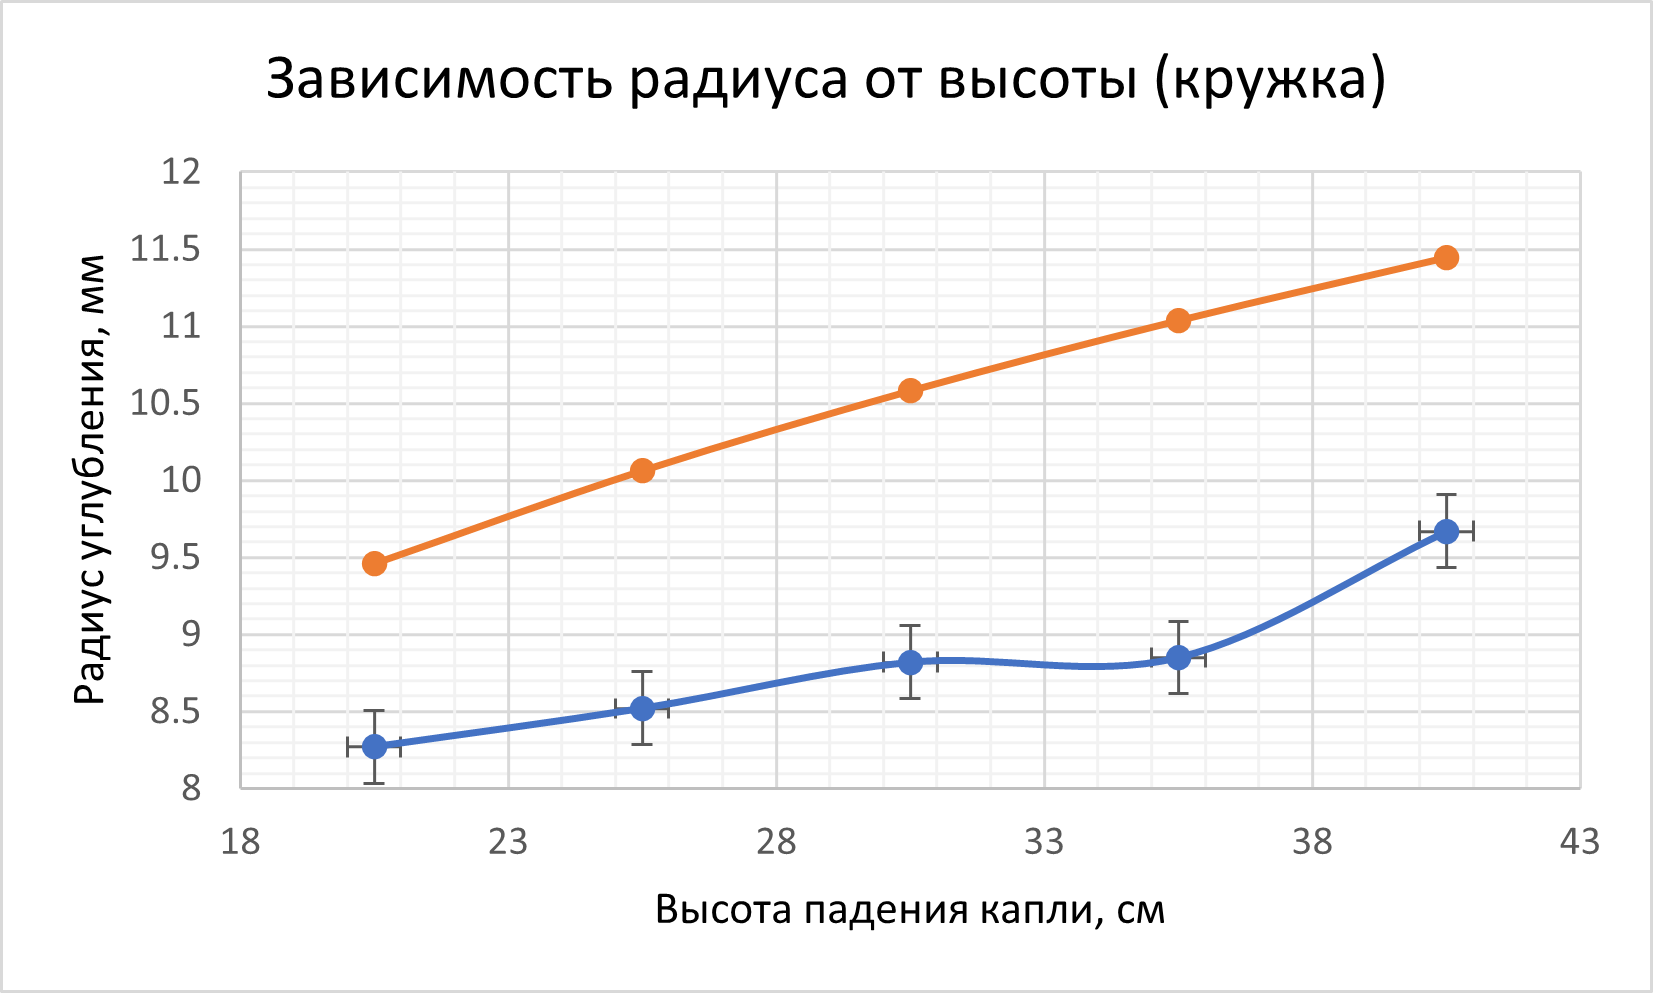 Зависимость радиуса от высоты (кружка)
12
11.5
11
10.5
10
9.5
9
8.5
8
Радиус углубления, мм
18 23 28 33 38 43
Высота падения капли, см